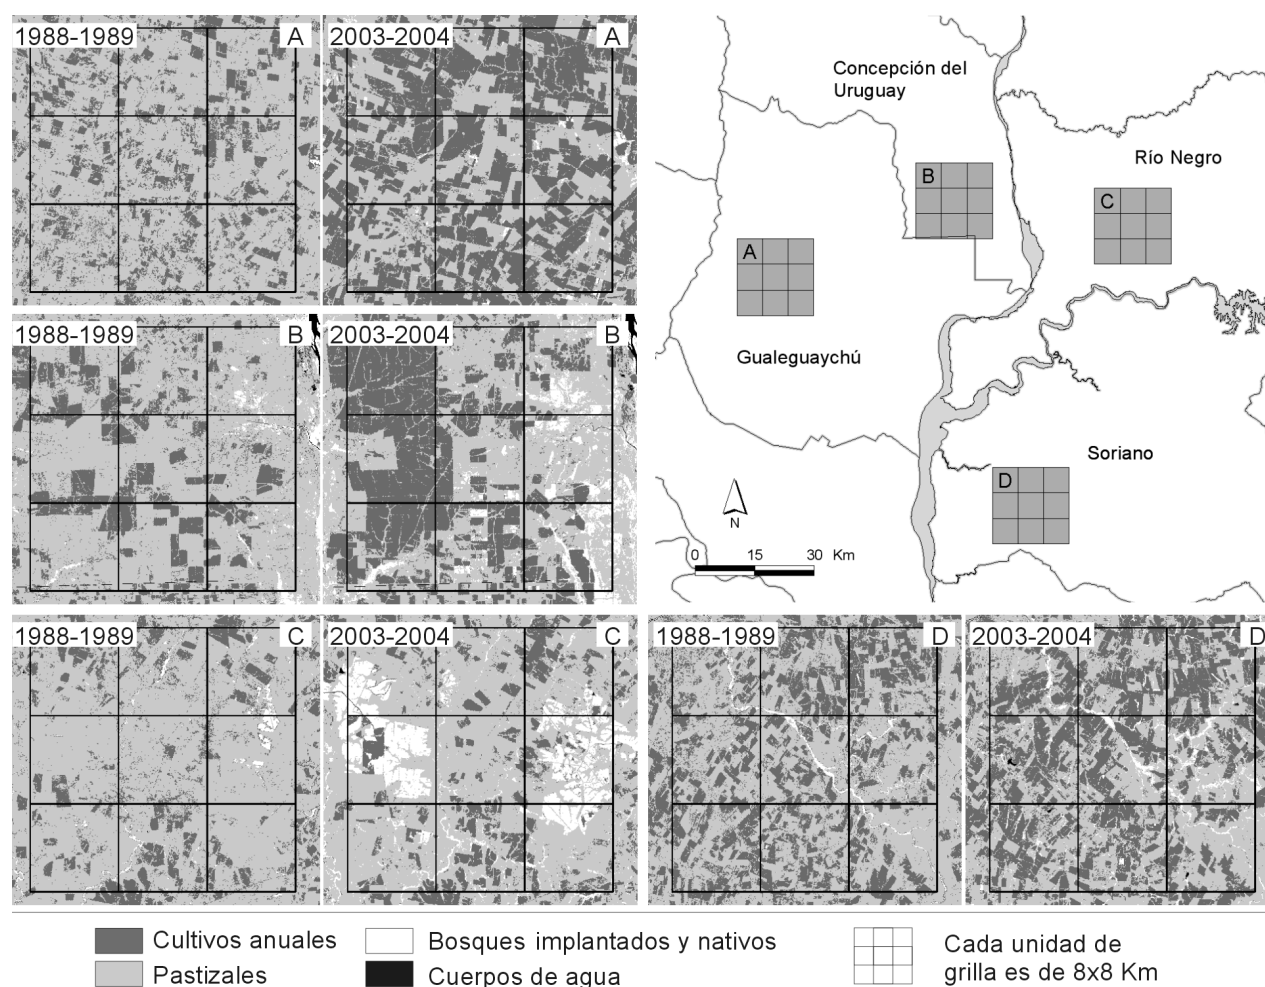 1988-1989 A
2003-2004 A
1988-1989 B
2003-2004 B
1988-1989 C
2003-2004 C
Concepción del
Uruguay
Río Negro
B
C
A
Gualeguaychú
Soriano
D
N
0 15 30 Km
1988-1989 D
2003-2004 D
Cultivos anuales
Pastizales
Bosques implantados y nativos
Cuerpos de agua
Cada unidad de
grilla es de 8x8 Km